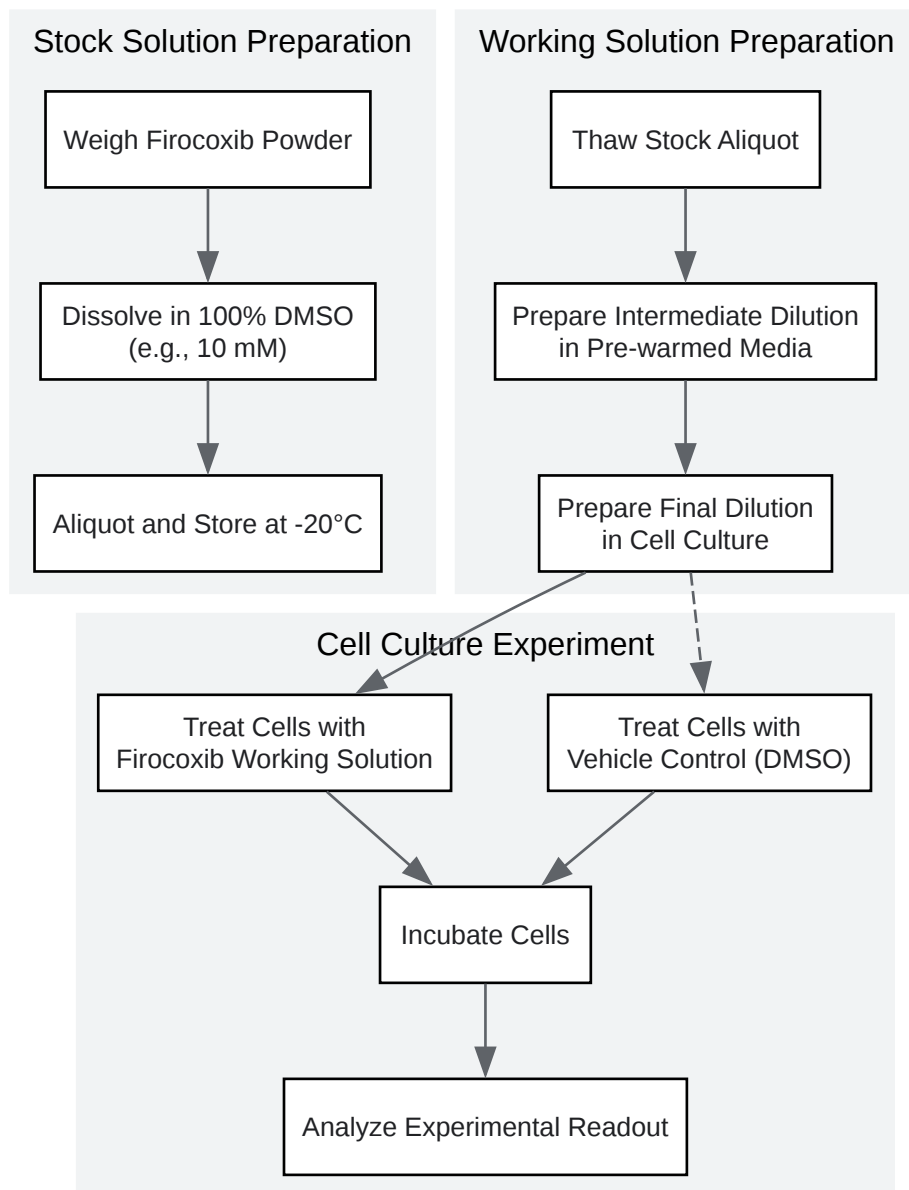 Stock Solution Preparation
Weigh Firocoxib Powder
Dissolve in 100% DMSO
(e.g., 10 mM)
Aliquot and Store at -20°C
Working Solution Preparation
Thaw Stock Aliquot
Prepare Intermediate Dilution
in Pre-warmed Media
Prepare Final Dilution
in Cell Culture
Cell Culture Experiment
Treat Cells with
Firocoxib Working Solution
Treat Cells with
Vehicle Control (DMSO)
Incubate Cells
Analyze Experimental Readout